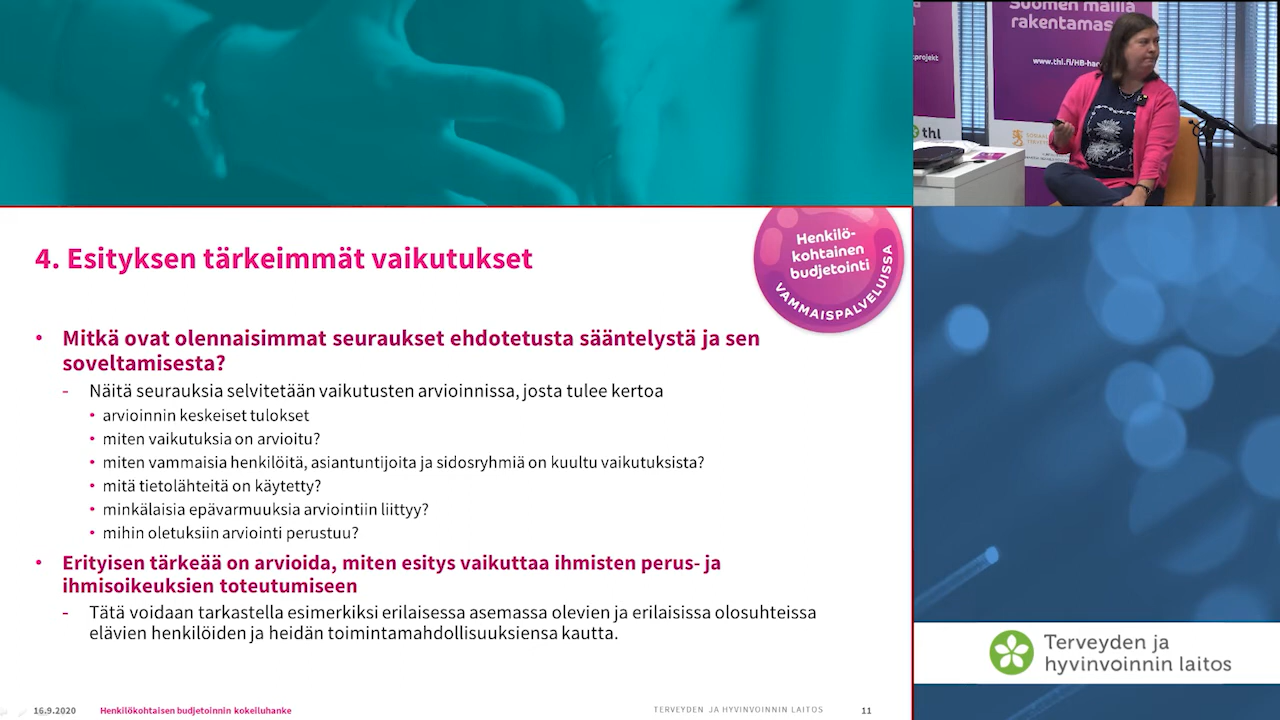 4. Esityksen tärkeimmät vaikutukset
Henkilö-
kohtainen
budjetointi
VAMMAISPALVELUISSA
• Mitkä ovat olennaisimmat seuraukset ehdotetusta sääntelystä ja sen
soveltamisesta?
- Näitä seurauksia selvitetään vaikutusten arvioinnissa, josta tulee kertoa
• arvioinnin keskeiset tulokset
• miten vaikutuksia on arvioitu?
• miten vammaisia henkilöitä, asiantuntijoita ja sidosryhmiä on kuultu vaikutuksista?
• mitä tietolähteitä on käytetty?
• minkälaisia epävarmuuksia arviointiin liittyy?
• mihin oletuksiin arviointi perustuu?
• Erityisen tärkeää on arvioida, miten esitys vaikuttaa ihmisten perus- ja
ihmisoikeuksien toteutumiseen
- Tätä voidaan tarkastella esimerkiksi erilaisessa asemassa olevien ja erilaisissa olosuhteissa
elävien henkilöiden ja heidän toimintamahdollisuuksiensa kautta.
16.9.2020
Henkilökohtaisen budjetoinnin kokeiluhanke
TERVEYDEN JA HYVINVOINNIN LAITOS
11
Suomen mallia
rakentamas
www.thl.fi/HB-han
projekt
thl
Terveyden ja
hyvinvoinnin laitos